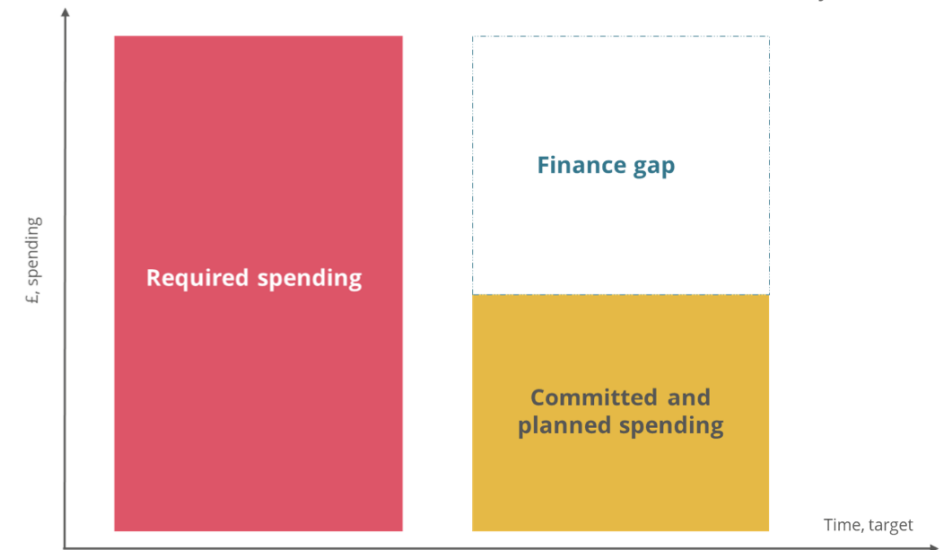 £, spending
Required spending
Finance gap
Committed and
planned spending
Time, target